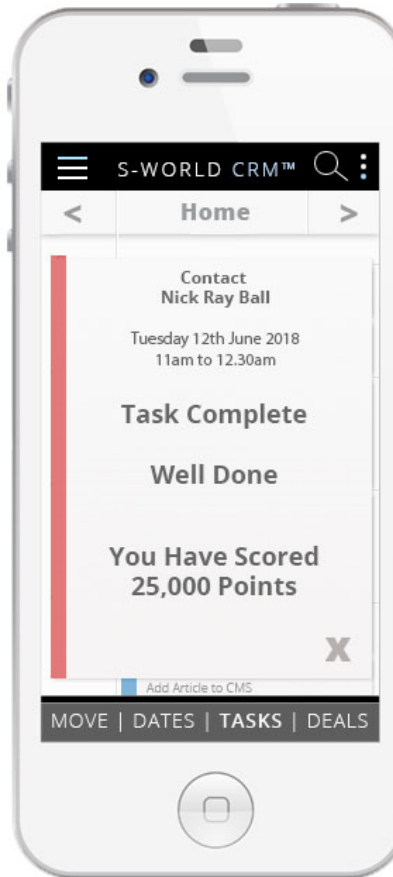 S-WORLD CRM™
< Home >
Contact
Nick Ray Ball
Tuesday 12th June 2018
11am to 12.30am
Task Complete
Well Done
You Have Scored
25,000 Points
X
Add Article to CMS
MOVE | DATES | TASKS | DEALS